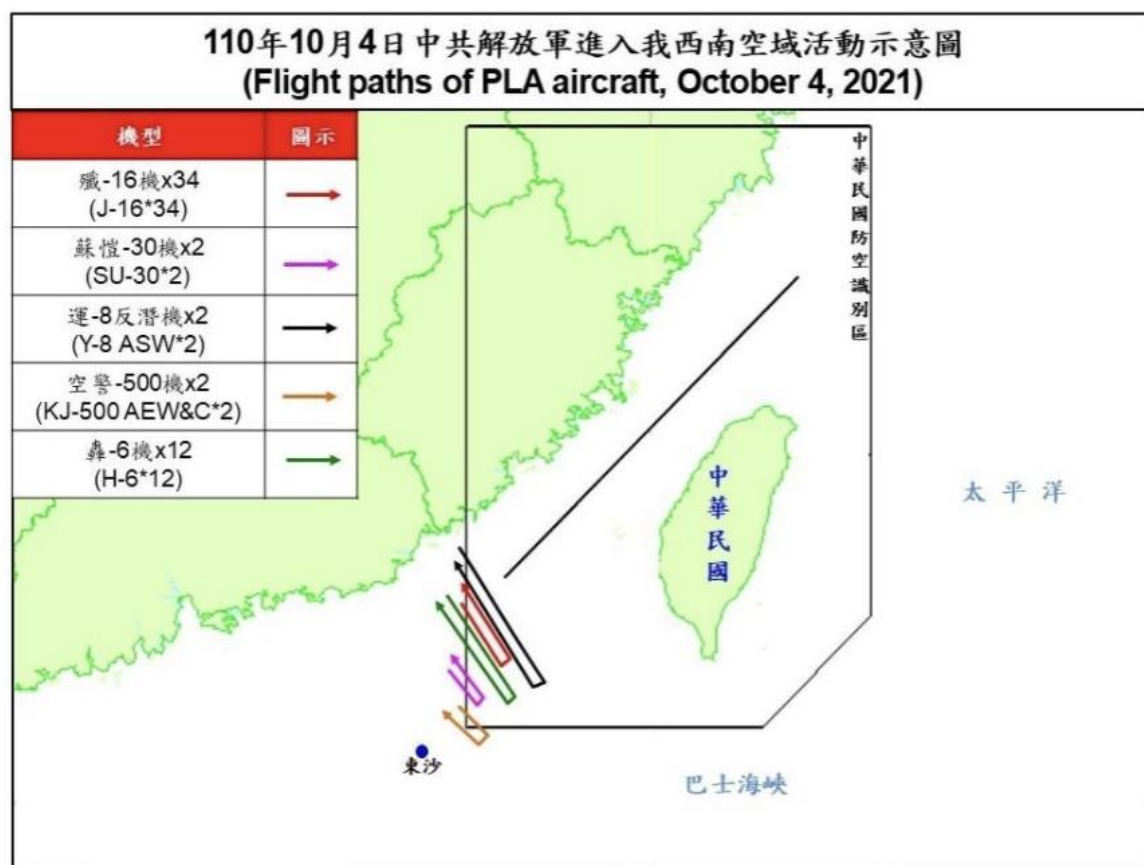 110年10月4日中共解放軍進入我西南空域活動示意圖
(Flight paths of PLA aircraft, October 4, 2021)
機型
圖示
殲-16機x34
(J-16*34)
蘇愷-30機x2
(SU-30*2)
運-8反潛機x2
(Y-8 ASW*2)
空警-500機x2
(KJ-500 AEW&C*2)
轟-6機x12
(H-6*12)
中華民國防空識別區
中華民國
太平洋
東沙
巴士海峽